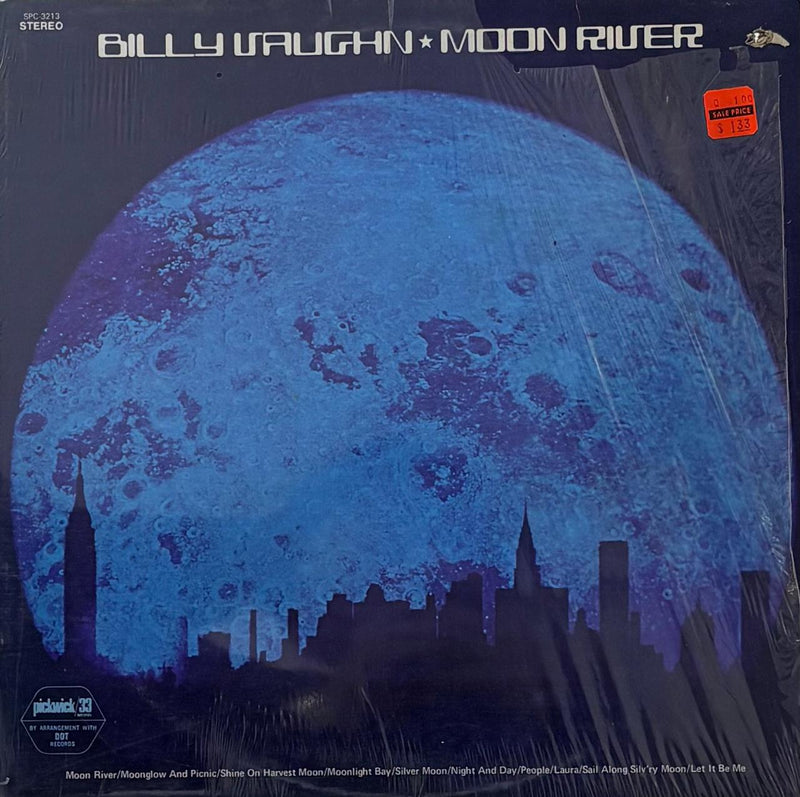 SPC-3213
STEREO
BILLY VAUGHN★MOON RIVER
SALE PRICE
$ 133
pickwick/33
BY ARRANGEMENT WITH
DOT
RECORDS
Moon River/Moonglow And Picnic/Shine On Harvest Moon/Moonlight Bay/Silver Moon/Night And Day/People/Laura/Sail Along Silv'ry Moon/Let It Be Me